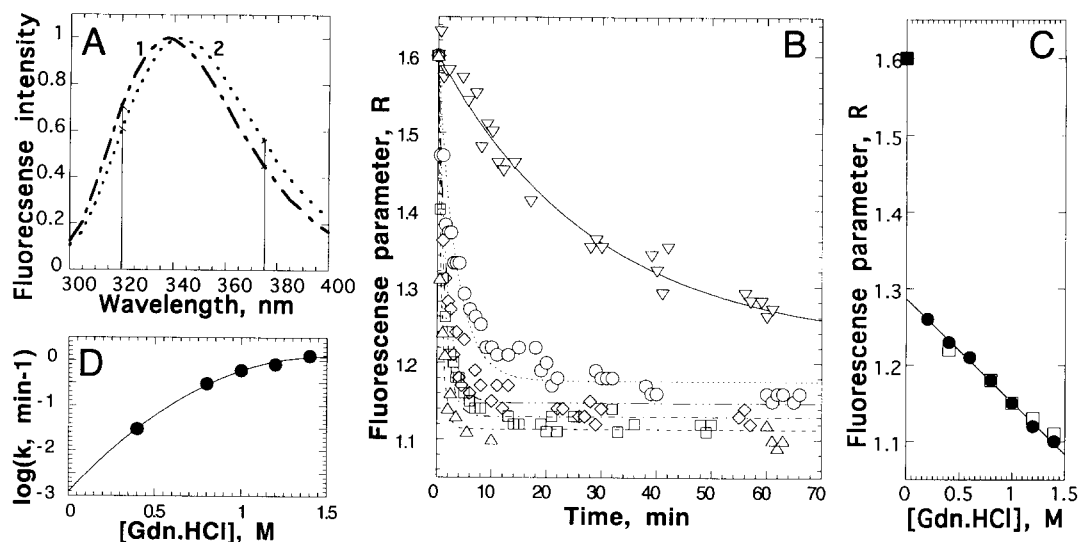 A
1 2
Fluorecsense intensity
1
0.8
0.6
0.4
0.2
0
300 320 340 360 380 400
Wavelength, nm
B
Fluorescense parameter, R
1.6
1.5
1.4
1.3
1.2
1.1
0 10 20 30 40 50 60 70
Time, min
C
Fluorescense parameter, R
1.6
1.5
1.4
1.3
1.2
1.1
0 0.5 1.0 1.5
[Gdn.HCl], M
D
log(k, min-1)
0
-1
-2
-3
0 0.5 1.0 1.5
[Gdn.HCl], M